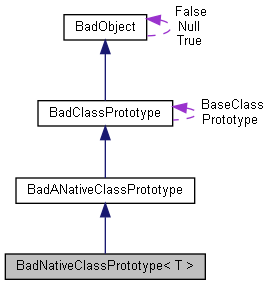 BadObject
False
Null
True
BadClassPrototype
BaseClass
Prototype
BadANativeClassPrototype
BadNativeClassPrototype< T >